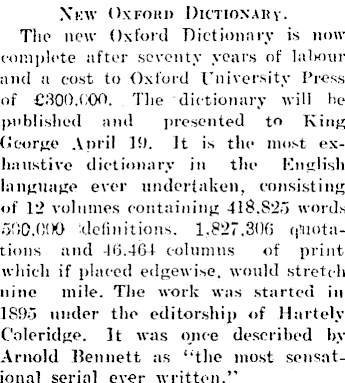 NEW OXFORD DICTIONARY.
The new Oxford Dictionary is now
complete after seventy years of labour
and a cost to Oxford University Press
of £300,000. The dictionary will be
published and presented to King
George April 19. It is the most ex-
haustive dictionary in the English
language ever undertaken, consisting
of 12 volumes containing 418,825 words
500,000 definitions, 1,827,306 quota-
tions and 46,464 columns of print
which if placed edgewise, would stretch
nine mile. The work was started in
1895 under the editorship of Hartely
Coleridge. It was once described by
Arnold Bennett as "the most sensat-
ional serial ever written."